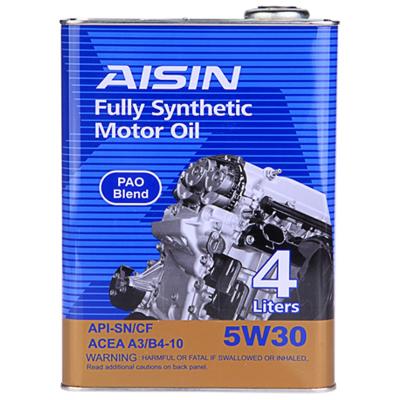 AISIN
Fully Synthetic
Motor Oil
PAO
Blend
4
Liters
API-SN/CF
ACEA A3/B4-10
5W30
WARNING : HARMFUL OR FATAL IF SWALLOWED OR INHALED,
Read additional cautions on back panel.